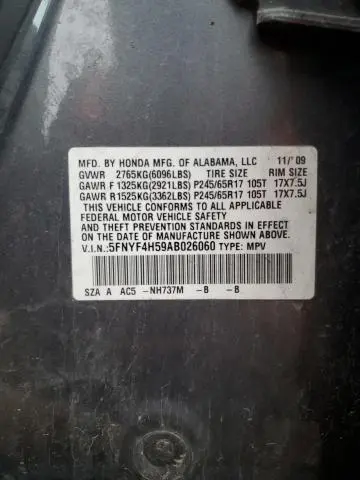 MFD. BY HONDA MFG. OF ALABAMA, LLC 11/'09
GVWR 2765KG(6096LBS) TIRE SIZE RIM SIZE
GAWR F 1325KG(2921LBS) P245/65R17 105T 17X7.5J
GAWR R 1525KG(3362LBS) P245/65R17 105T 17X7.5J
THIS VEHICLE CONFORMS TO ALL APPLICABLE
FEDERAL MOTOR VEHICLE SAFETY AND THEFT
PREVENTION STANDARDS IN EFFECT ON THE DATE
OF MANUFACTURE SHOWN ABOVE.
V.I.N.:5FNYF4H59AB026060 TYPE: MPV
SZA A AC5 -NH737M -B -B